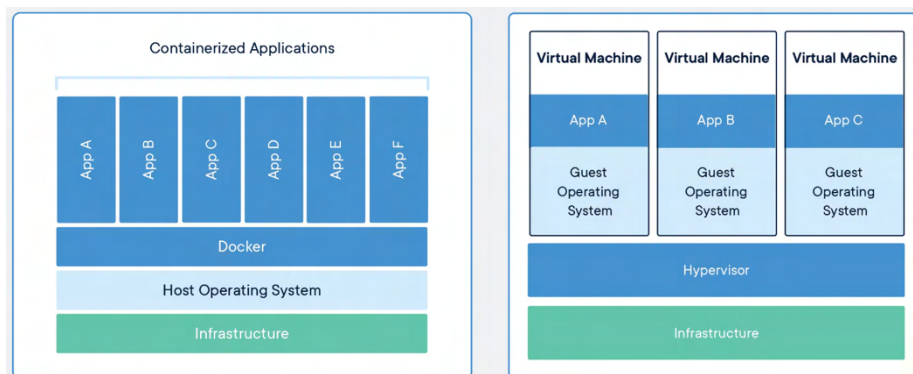 Containerized Applications
App A
App B
App C
App D
App E
App F
Docker
Host Operating System
Infrastructure
Virtual Machine
App A
Guest
Operating
System
Virtual Machine
App B
Guest
Operating
System
Virtual Machine
App C
Guest
Operating
System
Hypervisor
Infrastructure